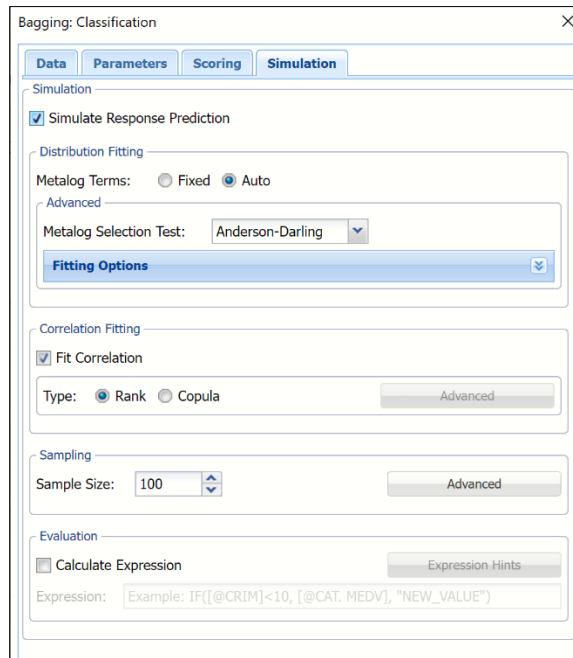 Bagging: Classification
Data Parameters Scoring Simulation
Simulation
Simulate Response Prediction
Distribution Fitting
Metalog Terms: Fixed Auto
Advanced
Metalog Selection Test: Anderson-Darling
Fitting Options
Correlation Fitting
Fit Correlation
Type: Rank Copula Advanced
Sampling
Sample Size: 100 Advanced
Evaluation
Calculate Expression Expression Hints
Expression: Example: IF([@CRIM]<10, [@CAT. MEDV], "NEW_VALUE")